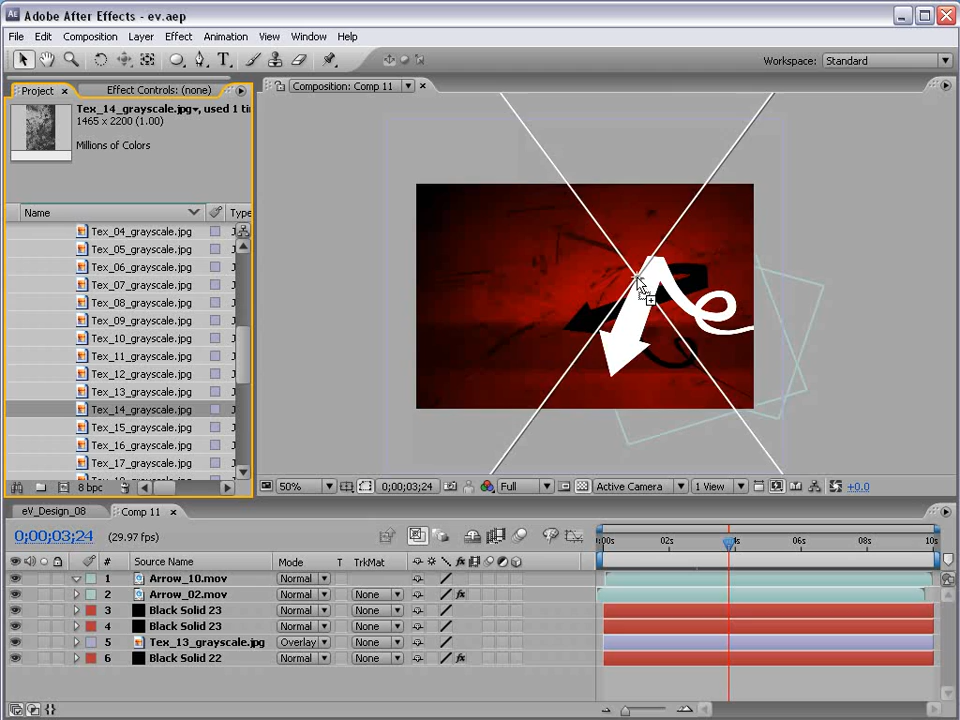 Adobe After Effects - ev.aep
File Edit Composition Layer Effect Animation View Window Help
Workspace: Standard
Project Effect Controls: (none)
Composition: Comp 11
Tex_14_grayscale.jpg, used 1 ti
1465 x 2200 (1.00)
Millions of Colors
Name Type
Tex_04_grayscale.jpg J
Tex_05_grayscale.jpg J
Tex_06_grayscale.jpg J
Tex_07_grayscale.jpg J
Tex_08_grayscale.jpg J
Tex_09_grayscale.jpg J
Tex_10_grayscale.jpg J
Tex_11_grayscale.jpg J
Tex_12_grayscale.jpg J
Tex_13_grayscale.jpg J
Tex_14_grayscale.jpg J
Tex_15_grayscale.jpg J
Tex_16_grayscale.jpg J
Tex_17_grayscale.jpg J
8 bpc
50% 0;00;03;24 Full Active Camera 1 View +0.0
eV_Design_08 Comp 11
0;00;03;24 (29.97 fps)
:00s 02s 04s 06s 08s 10s
# Source Name Mode T TrkMat
1 Arrow_10.mov Normal
2 Arrow_02.mov Normal None
3 Black Solid 23 Normal None
4 Black Solid 23 Normal None
5 Tex_13_grayscale.jpg Overlay None
6 Black Solid 22 Normal None